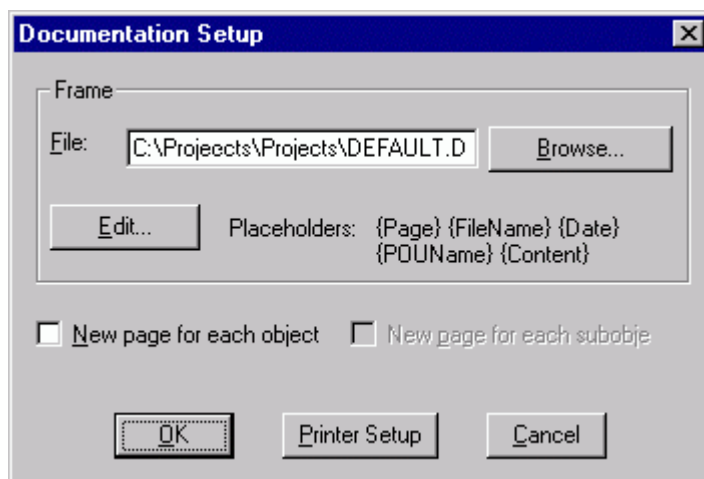 Documentation Setup
Frame
File: C:\Projeects\Projects\DEFAULT.D Browse...
Edit... Placeholders: {Page} {FileName} {Date}
{POUName} {Content}
New page for each object New page for each subobje
OK Printer Setup Cancel